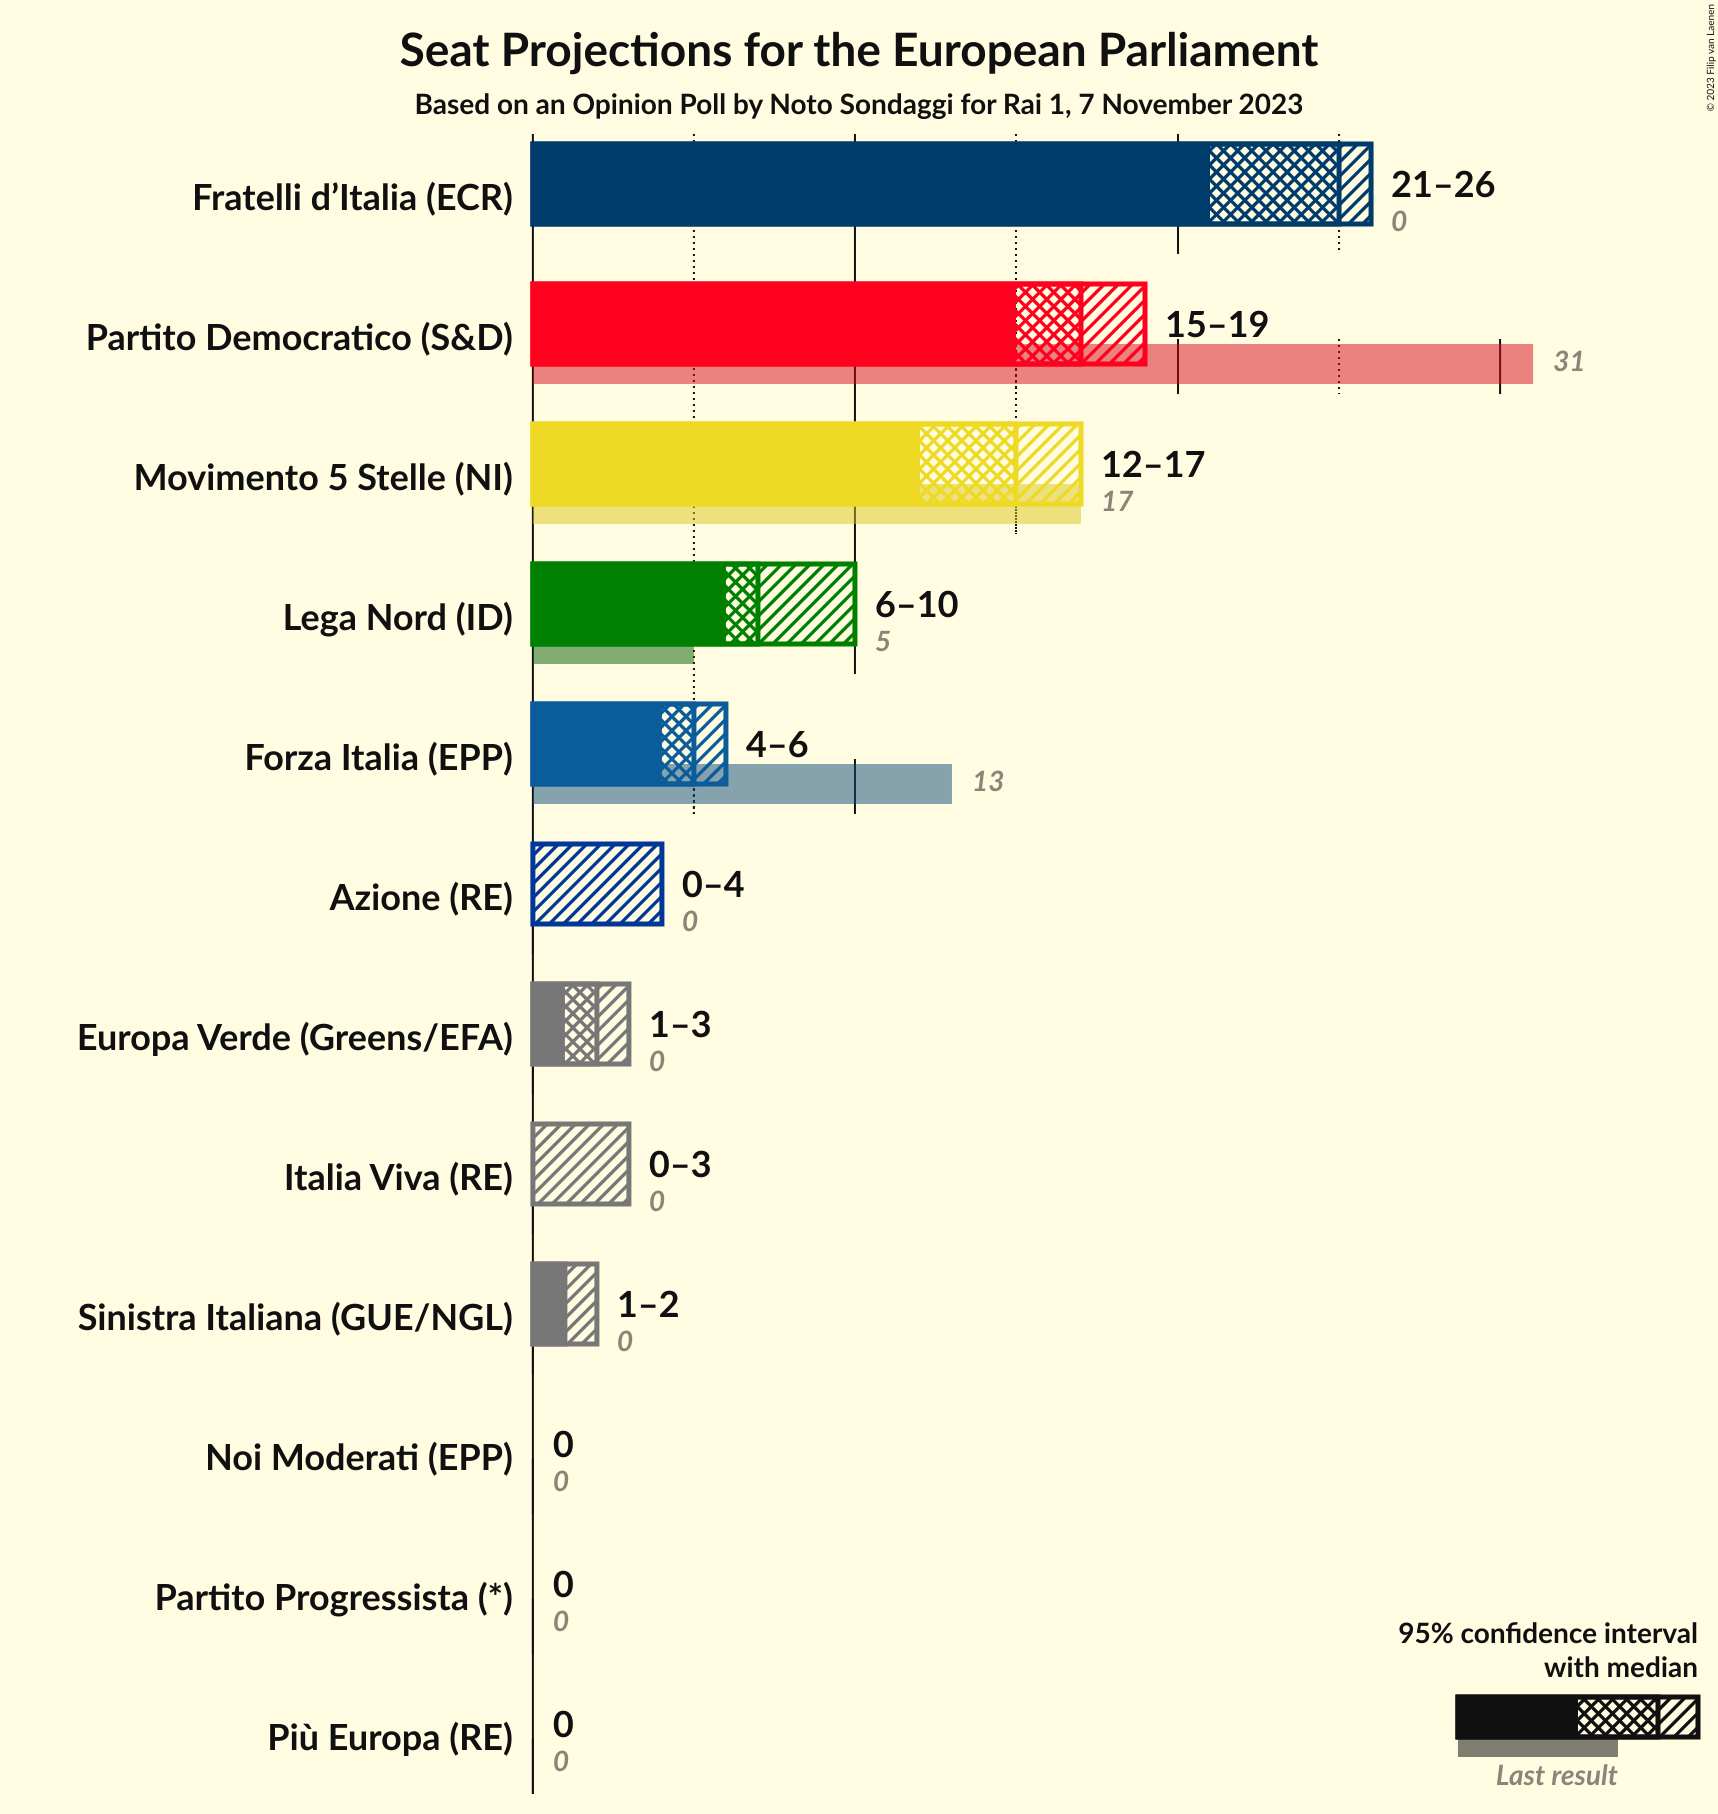 Seat Projections for the European Parliament
Based on an Opinion Poll by Noto Sondaggi for Rai 1, 7 November 2023
© 2023 Filip van Laenen
Fratelli d’Italia (ECR)
21–26
0
Partito Democratico (S&D)
15–19
31
Movimento 5 Stelle (NI)
12–17
17
Lega Nord (ID)
6–10
5
Forza Italia (EPP)
4–6
13
Azione (RE)
0–4
0
Europa Verde (Greens/EFA)
1–3
0
Italia Viva (RE)
0–3
0
Sinistra Italiana (GUE/NGL)
1–2
0
Noi Moderati (EPP)
0
0
Partito Progressista (*)
0
0
Più Europa (RE)
0
0
95% confidence interval
with median
Last result